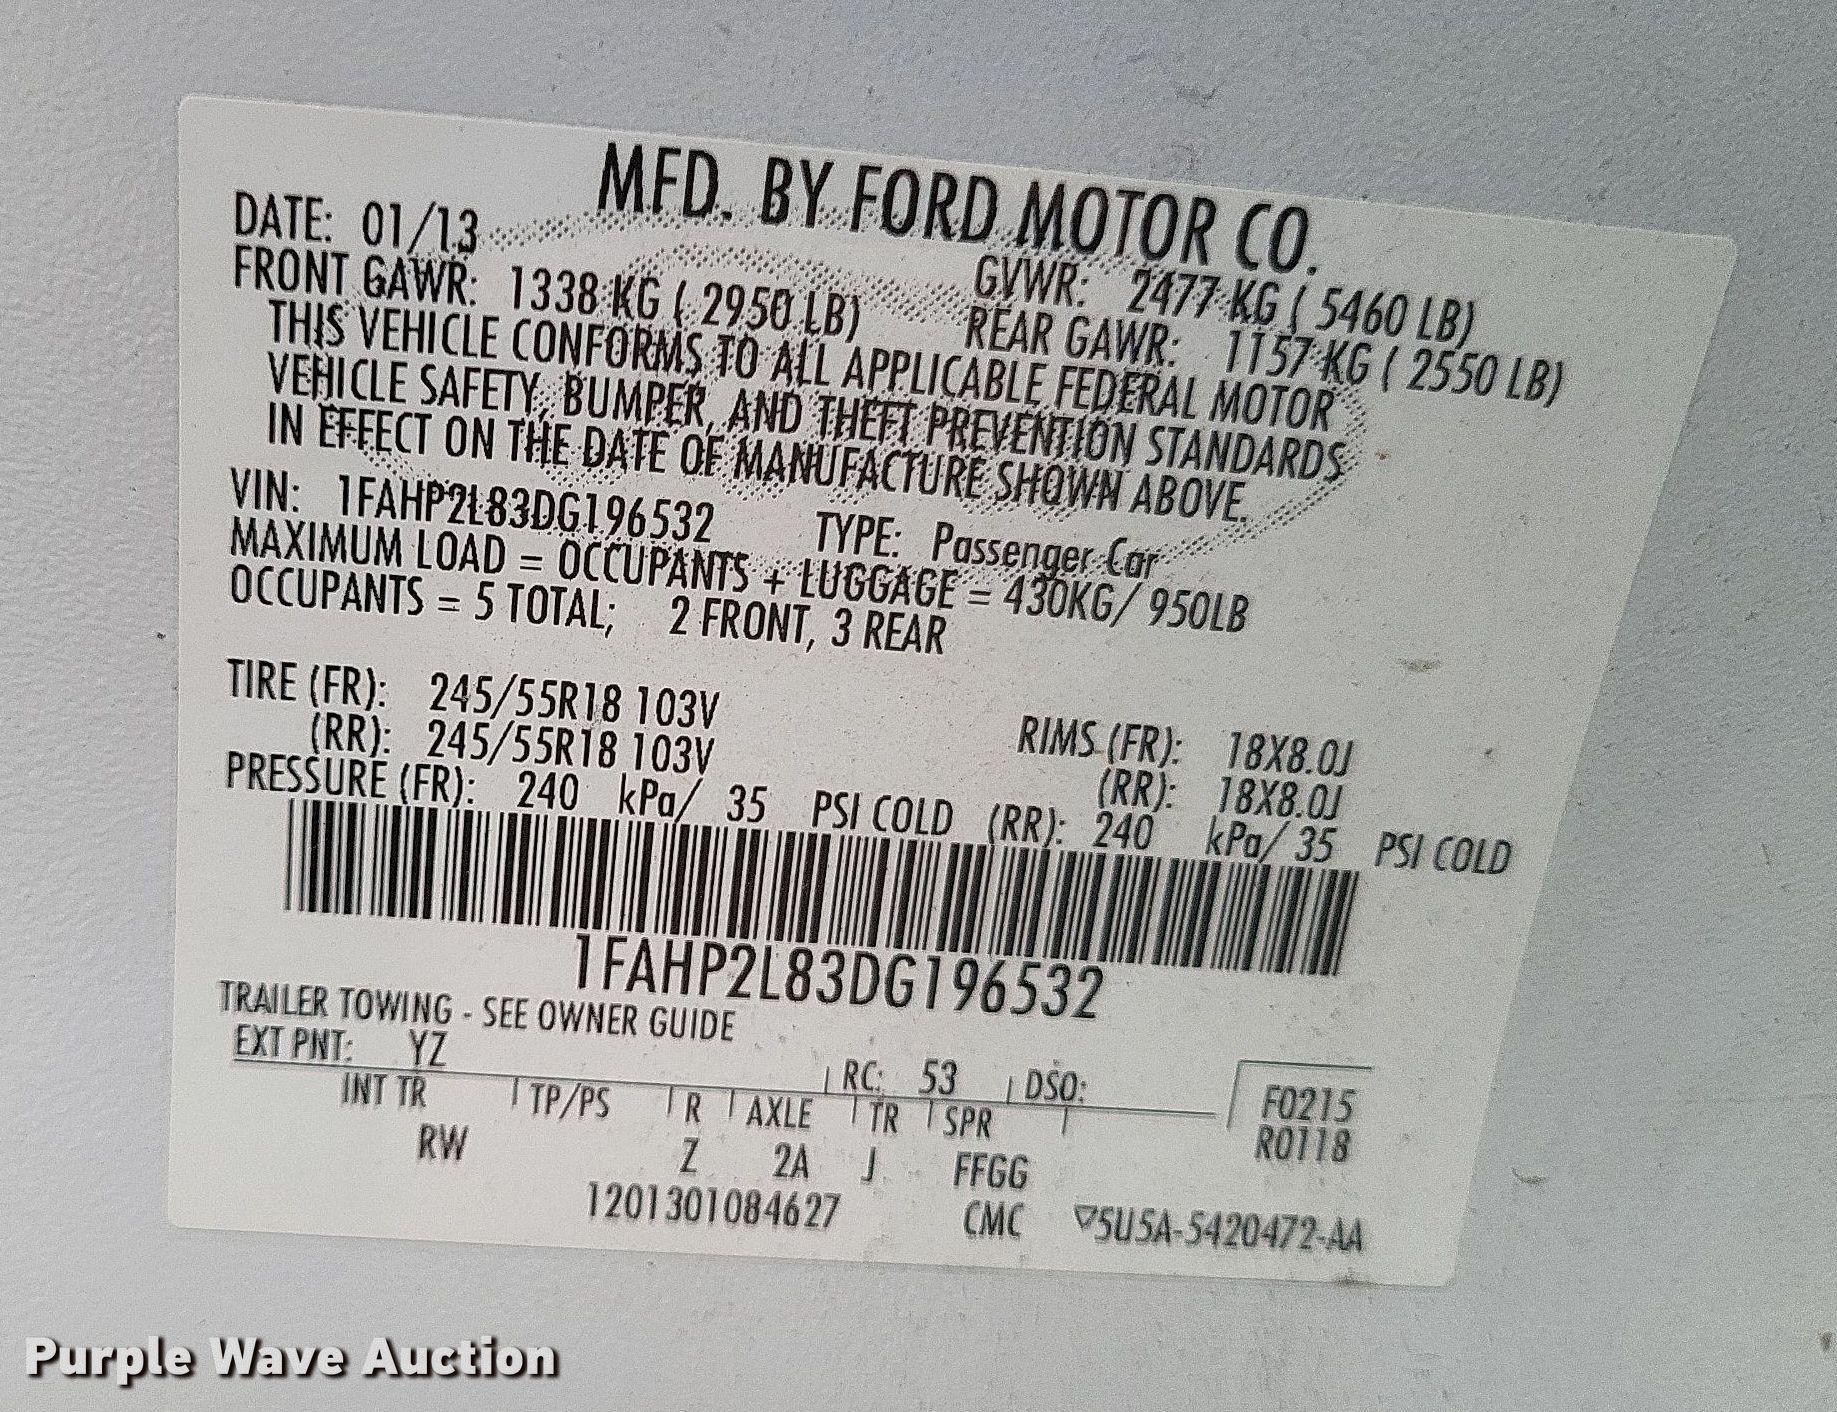 MFD. BY FORD MOTOR CO.
DATE: 01/13 GVWR: 2477 KG ( 5460 LB)
FRONT GAWR: 1338 KG ( 2950 LB) REAR GAWR: 1157 KG ( 2550 LB)
THIS VEHICLE CONFORMS TO ALL APPLICABLE FEDERAL MOTOR
VEHICLE SAFETY, BUMPER, AND THEFT PREVENTION STANDARDS
IN EFFECT ON THE DATE OF MANUFACTURE SHOWN ABOVE.
VIN: 1FAHP2L83DG196532 TYPE: Passenger Car
MAXIMUM LOAD = OCCUPANTS + LUGGAGE = 430KG/ 950LB
OCCUPANTS = 5 TOTAL; 2 FRONT, 3 REAR
TIRE (FR): 245/55R18 103V RIMS (FR): 18X8.0J
(RR): 245/55R18 103V (RR): 18X8.0J
PRESSURE (FR): 240 kPa/ 35 PSI COLD (RR): 240 kPa/ 35 PSI COLD
1FAHP2L83DG196532
TRAILER TOWING - SEE OWNER GUIDE
EXT PNT: YZ RC: 53 DSO: F0215
INT TR TP/PS R AXLE TR SPR R0118
RW Z 2A J FFGG
1201301084627 CMC ▽5U5A-5420472-AA
Purple Wave Auction